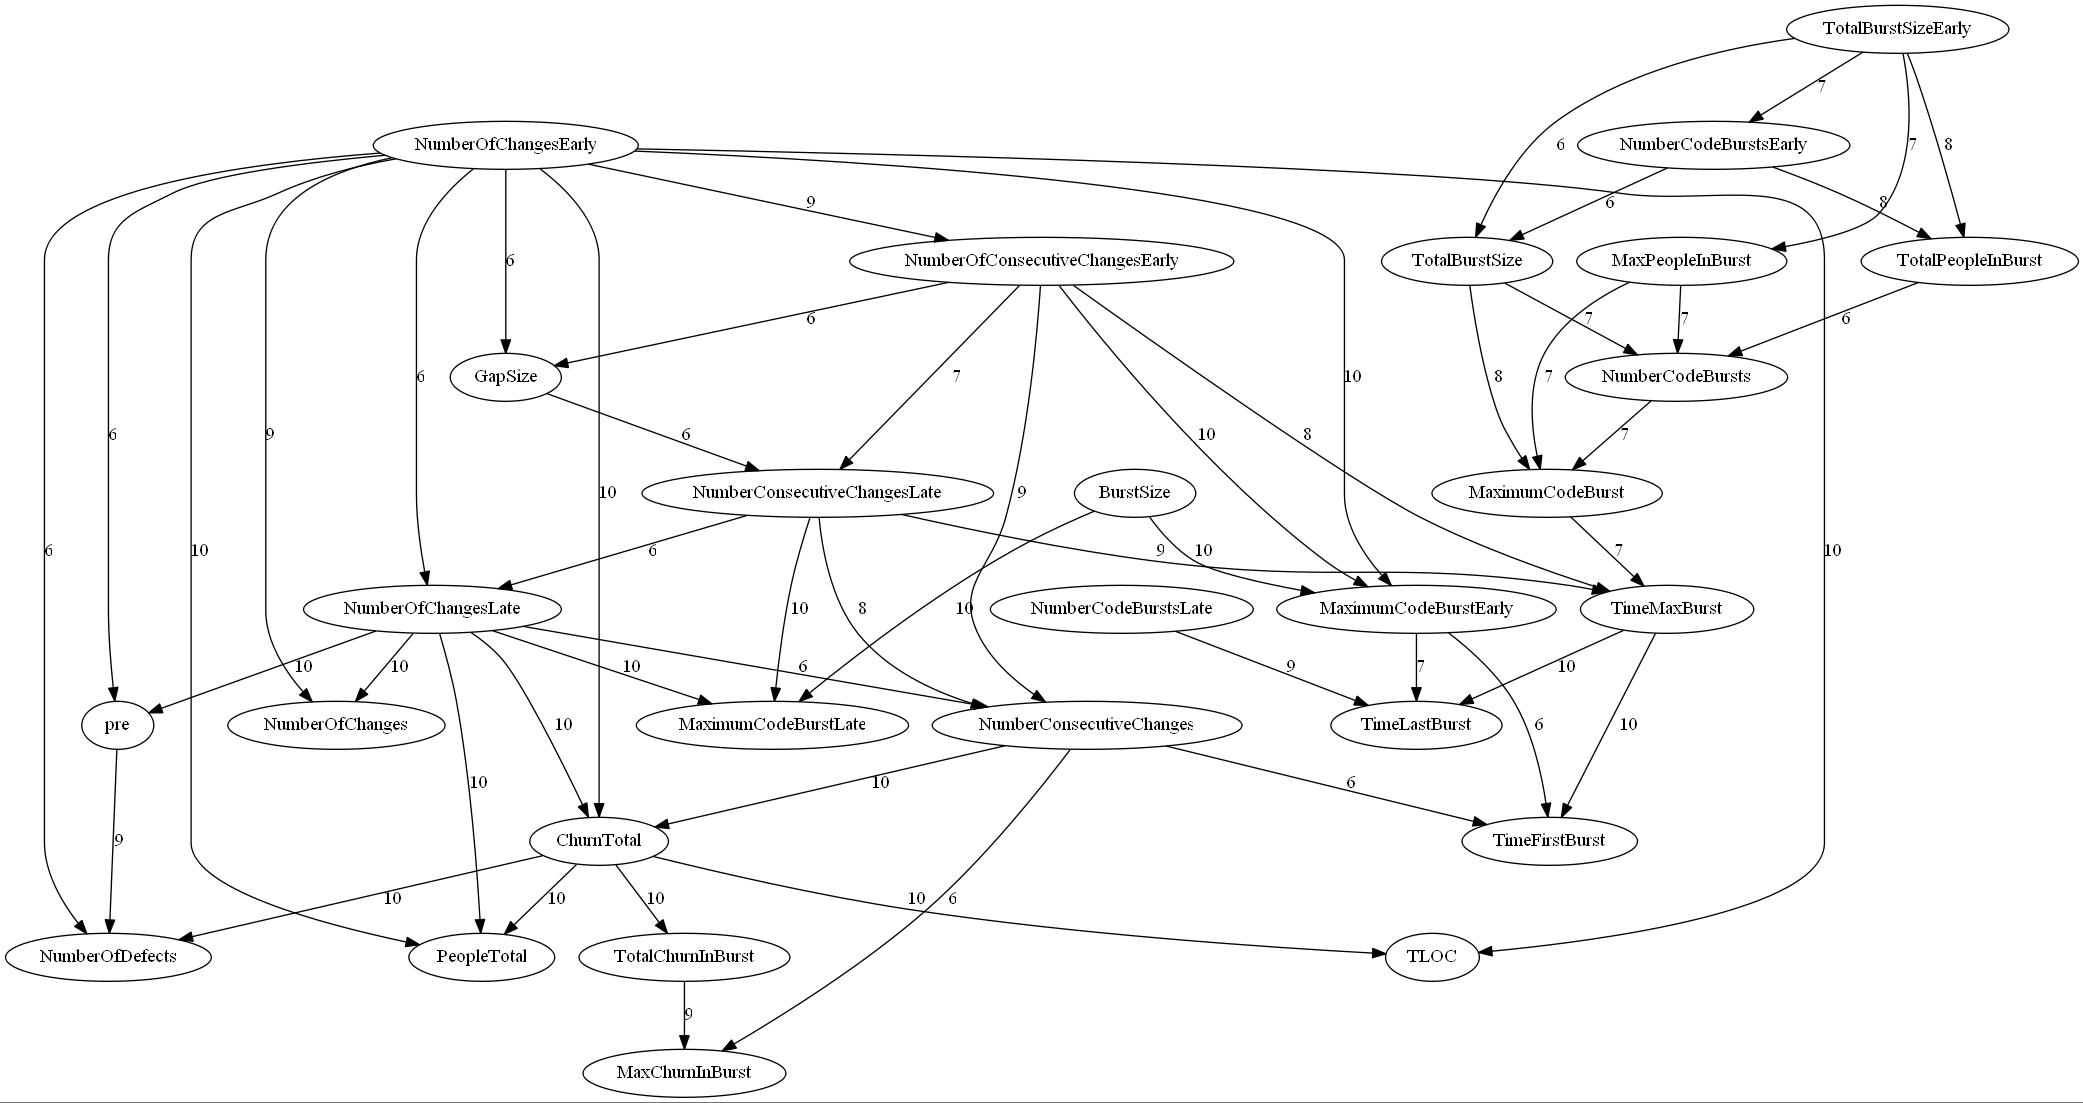 TotalBurstSizeEarly
7
NumberOfChangesEarly
NumberCodeBurstsEarly
6
7
8
9
6
8
6
NumberOfConsecutiveChangesEarly
TotalBurstSize
MaxPeopleInBurst
TotalPeopleInBurst
6
7
7
6
GapSize
6
7
10
8
7
NumberCodeBursts
6
9
6
10
8
7
10
9
NumberConsecutiveChangesLate
BurstSize
MaximumCodeBurst
6
10
6
9
10
7
10
NumberOfChangesLate
10
8
10
NumberCodeBurstsLate
MaximumCodeBurstEarly
TimeMaxBurst
10
10
10
6
9
7
10
pre
NumberOfChanges
10
MaximumCodeBurstLate
NumberConsecutiveChanges
TimeLastBurst
6
10
10
10
6
9
ChurnTotal
TimeFirstBurst
10
10
10
10
6
NumberOfDefects
PeopleTotal
TotalChurnInBurst
TLOC
9
MaxChurnInBurst